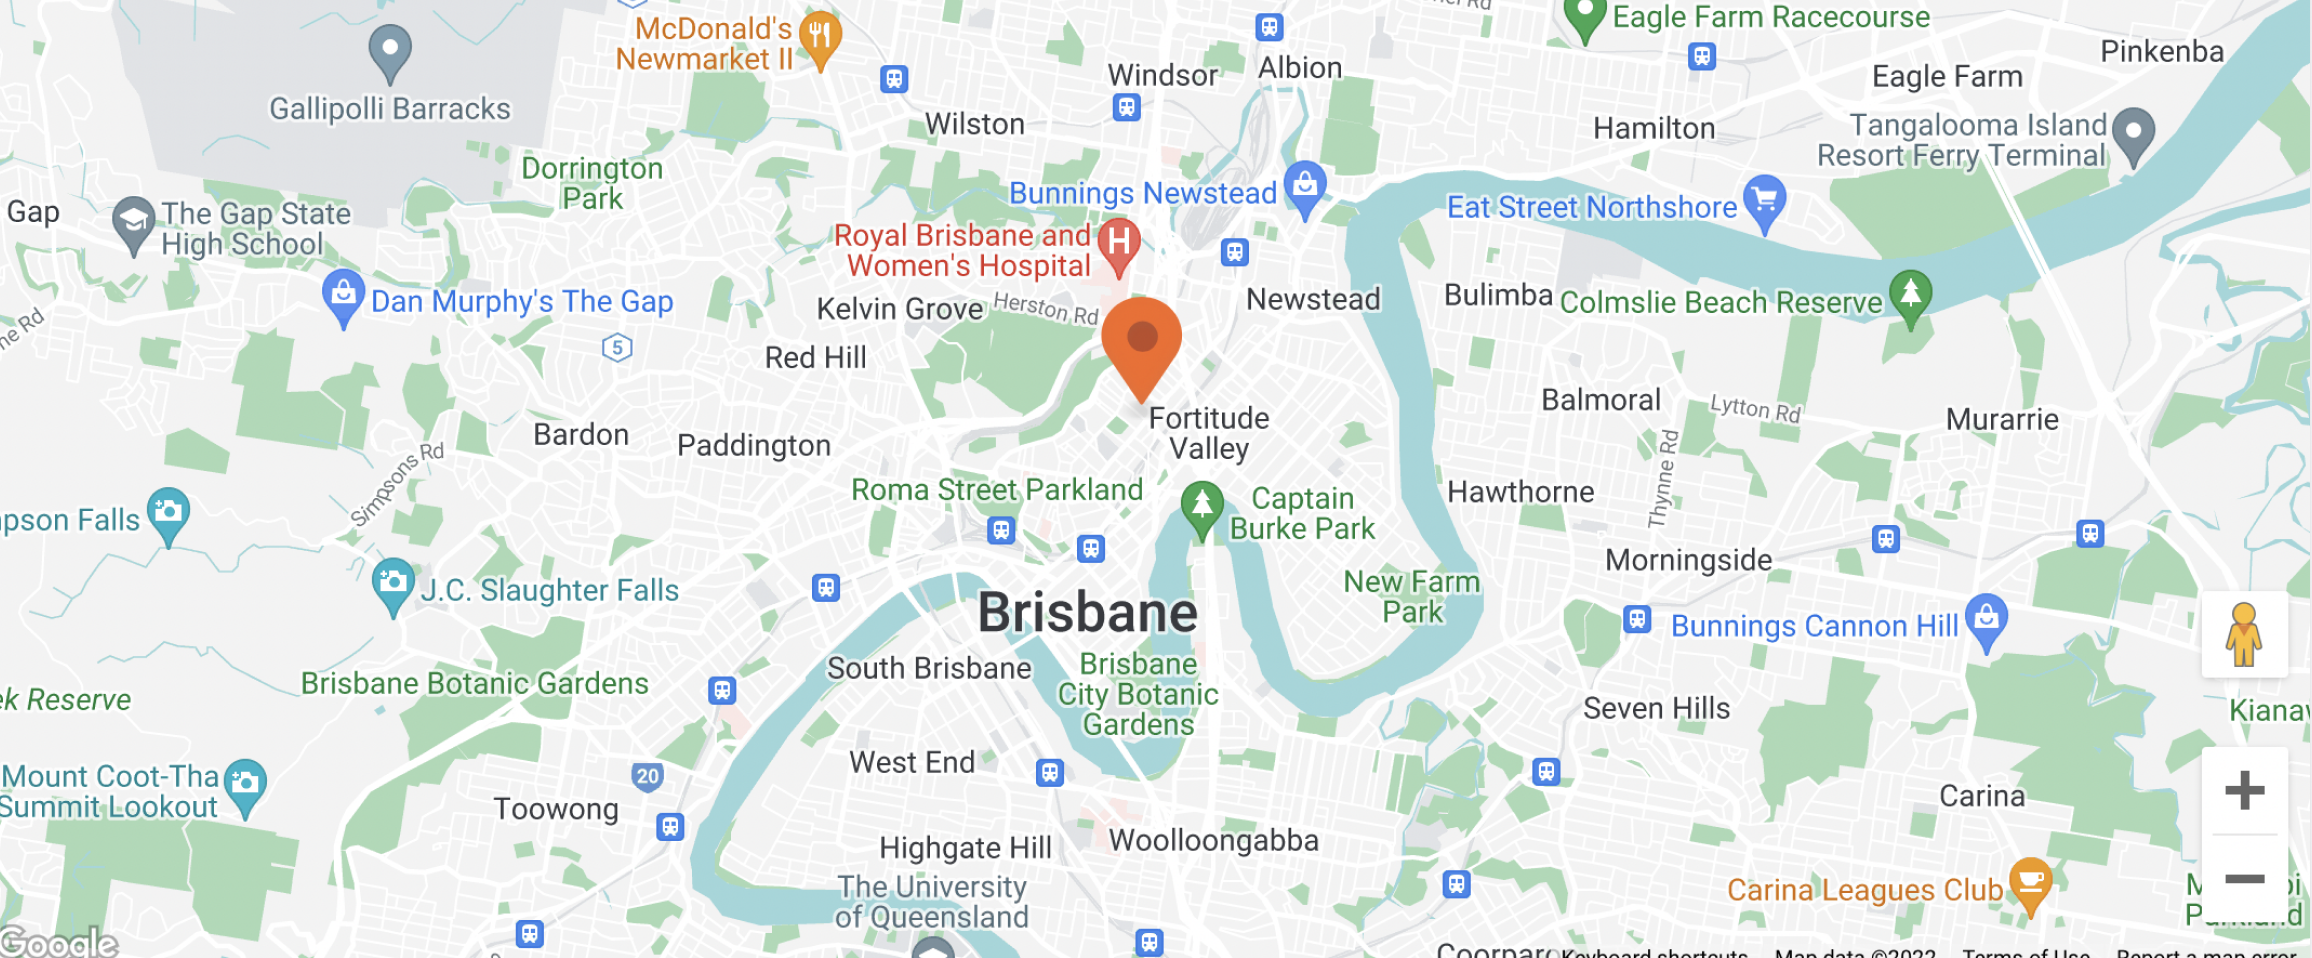 McDonald's
Newmarket II
Eagle Farm Racecourse
Pinkenba
Windsor
Albion
Eagle Farm
Gallipolli Barracks
Wilston
Hamilton
Tangalooma Island
Resort Ferry Terminal
Dorrington
Park
Bunnings Newstead
Eat Street Northshore
Gap
The Gap State
High School
Royal Brisbane and
Women's Hospital
H
Dan Murphy's The Gap
Kelvin Grove
Herston Rd
Newstead
Bulimba
Colmslie Beach Reserve
5
Red Hill
Balmoral
Lytton Rd
Murarrie
Fortitude
Valley
Bardon
Paddington
Simpsons Rd
Thynne Rd
Roma Street Parkland
Captain
Burke Park
Hawthorne
Falls
Morningside
J.C. Slaughter Falls
New Farm
Park
Brisbane
Bunnings Cannon Hill
South Brisbane
Brisbane
City Botanic
Gardens
Brisbane Botanic Gardens
Reserve
Seven Hills
West End
Mount Coot-Tha
Summit Lookout
20
Toowong
Carina
Highgate Hill
Woolloongabba
The University
of Queensland
Carina Leagues Club
Google
Keyboard shortcuts
Map data ©2022
Terms of Use
Report a map error